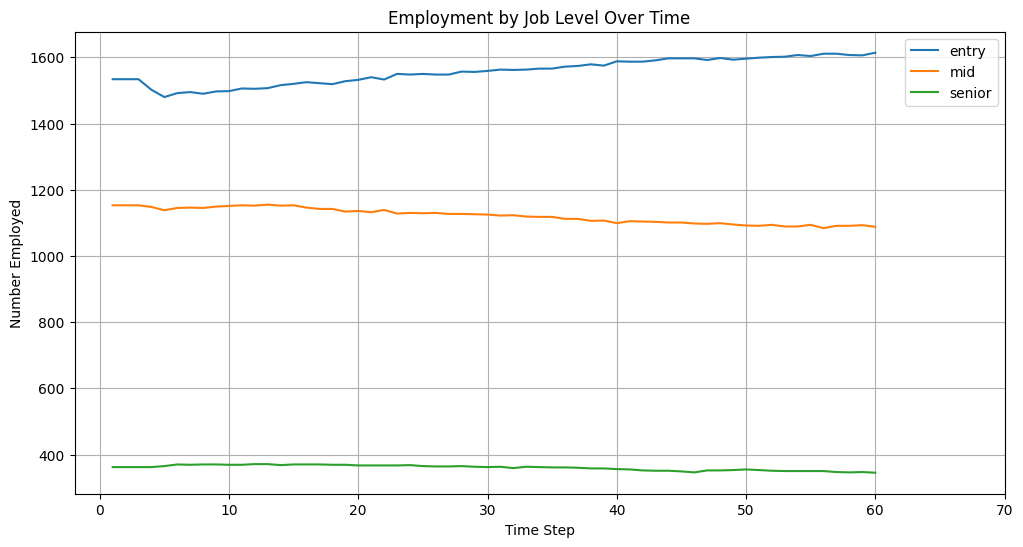 Employment by Job Level Over Time
entry
mid
senior
1600
1400
1200
1000
800
600
400
Number Employed
0 10 20 30 40 50 60 70
Time Step